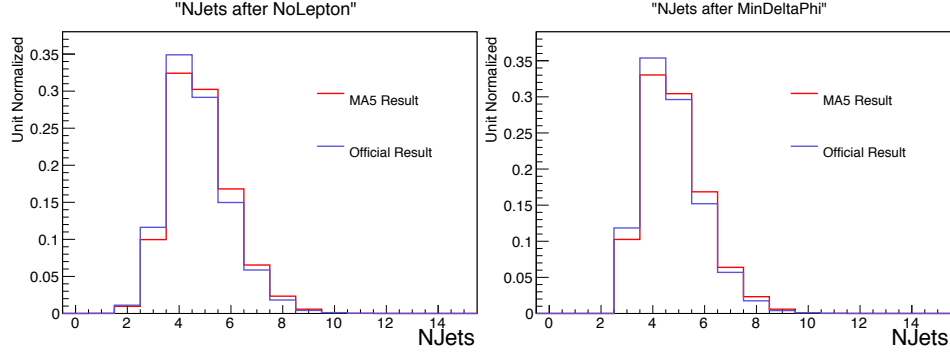 "NJets after NoLepton"
Unit Normalized
0.35
0.3
0.25
0.2
0.15
0.1
0.05
0
MA5 Result
Official Result
0 2 4 6 8 10 12 14
NJets
"NJets after MinDeltaPhi"
Unit Normalized
0.35
0.3
0.25
0.2
0.15
0.1
0.05
0
MA5 Result
Official Result
0 2 4 6 8 10 12 14
NJets